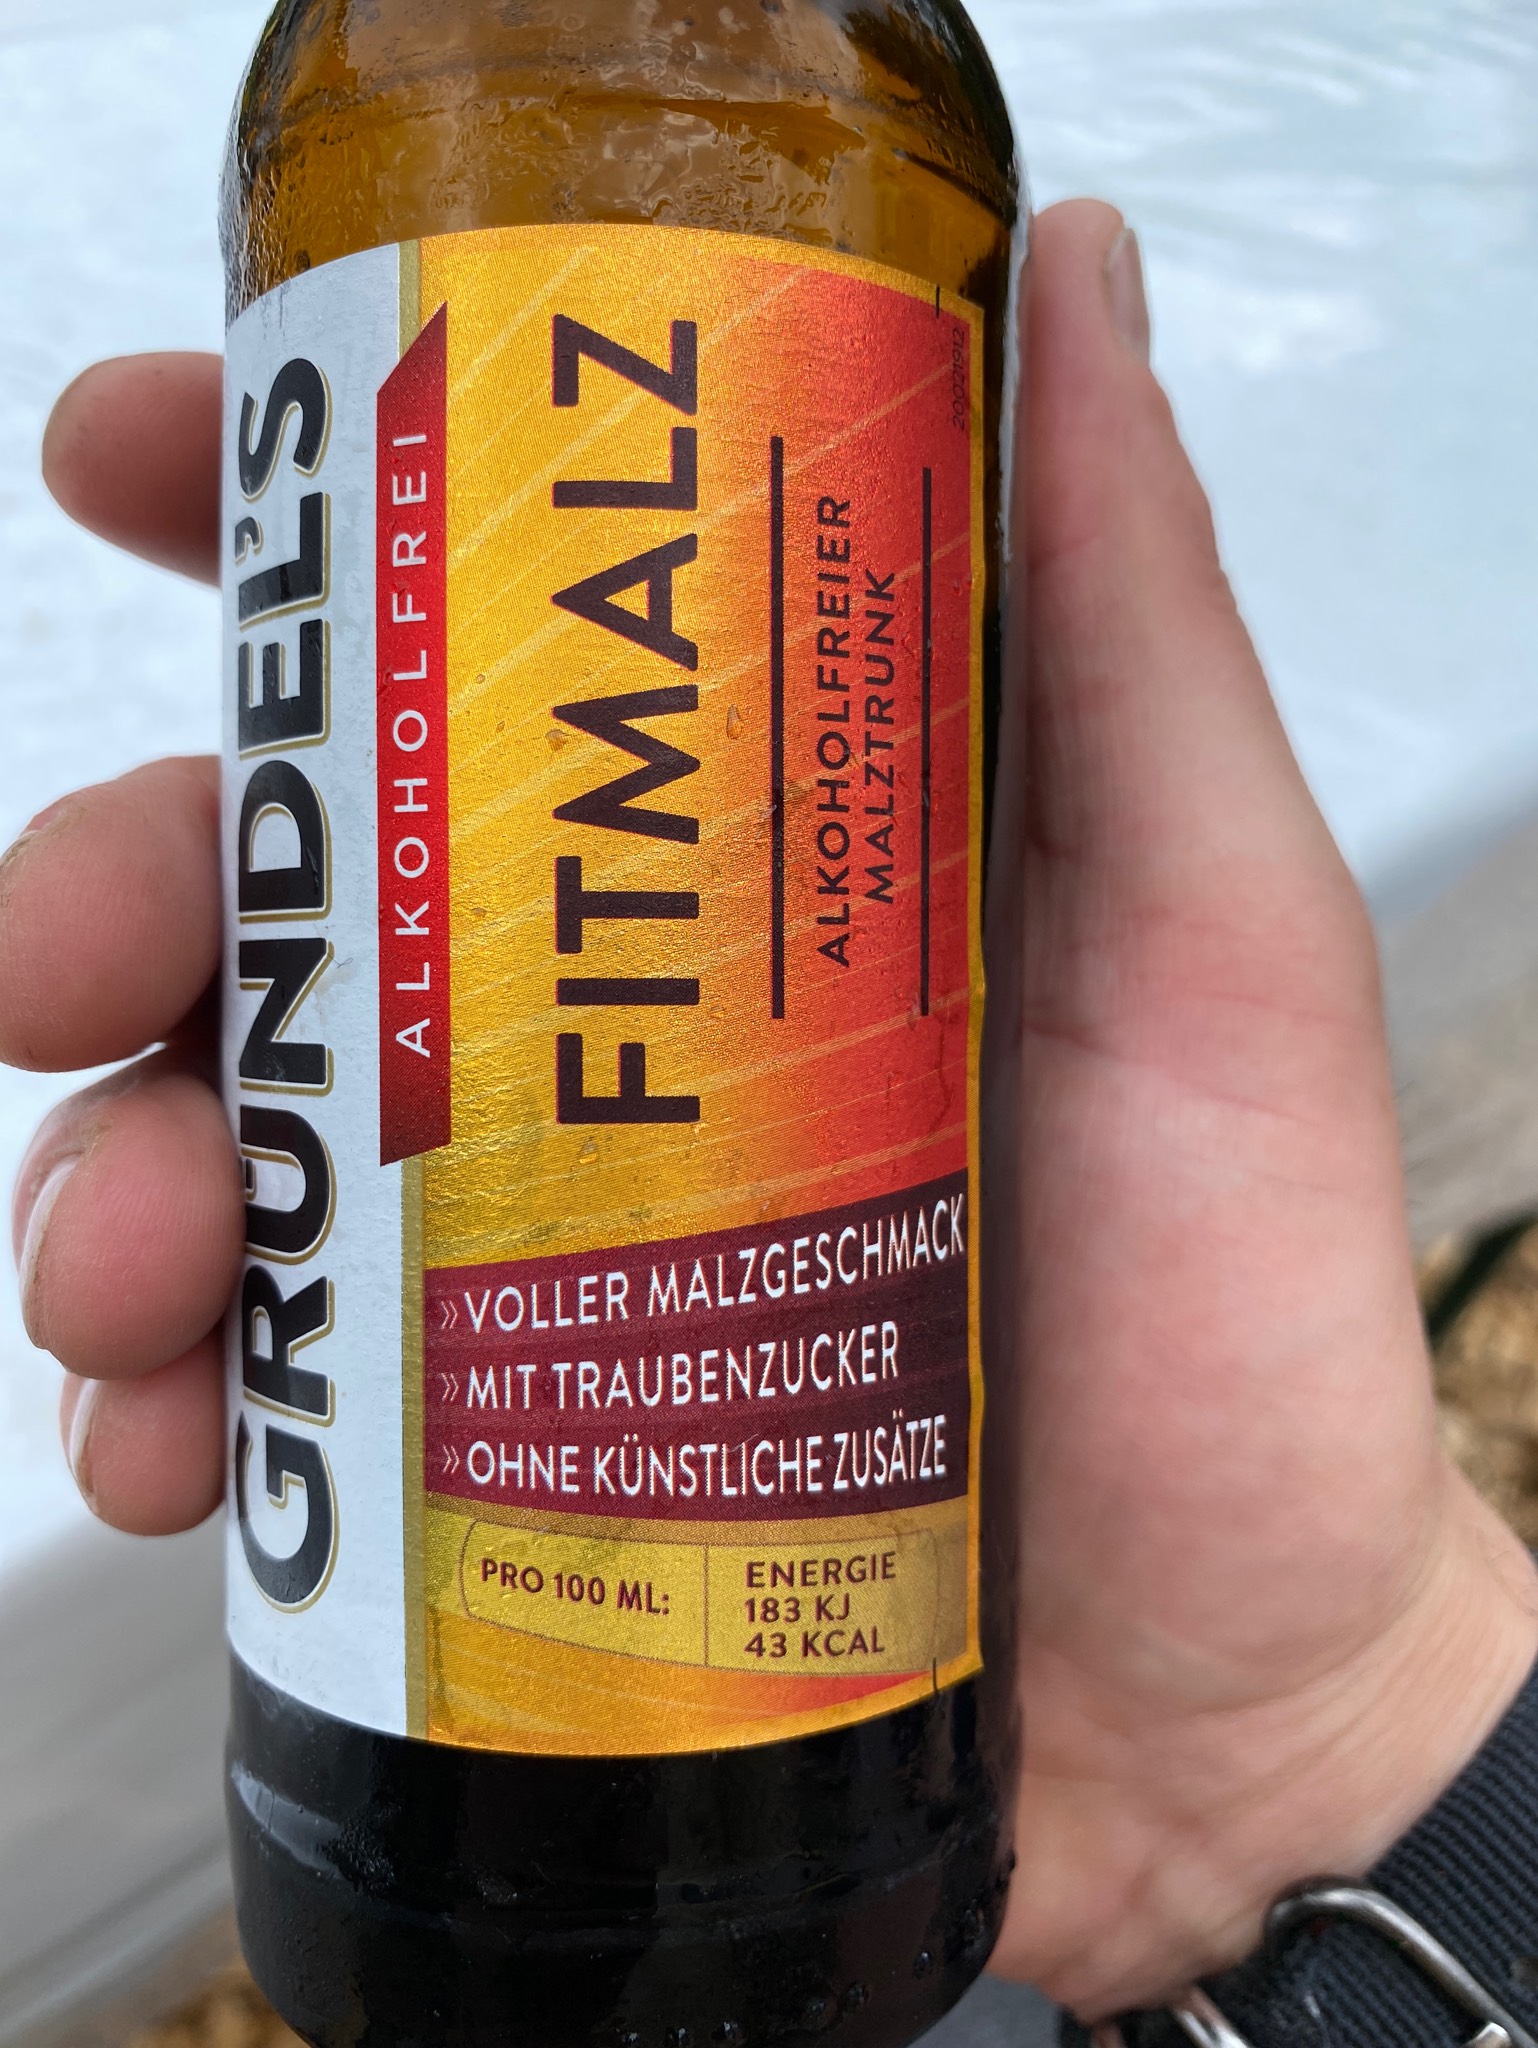 GRÜNDEL'S
ALKOHOLFREI
FITMALZ
ALKOHOLFREIER
MALZTRUNK
20021912
»VOLLER MALZGESCHMACK
»MIT TRAUBENZUCKER
»OHNE KÜNSTLICHE ZUSÄTZE
PRO 100 ML:
ENERGIE
183 KJ
43 KCAL